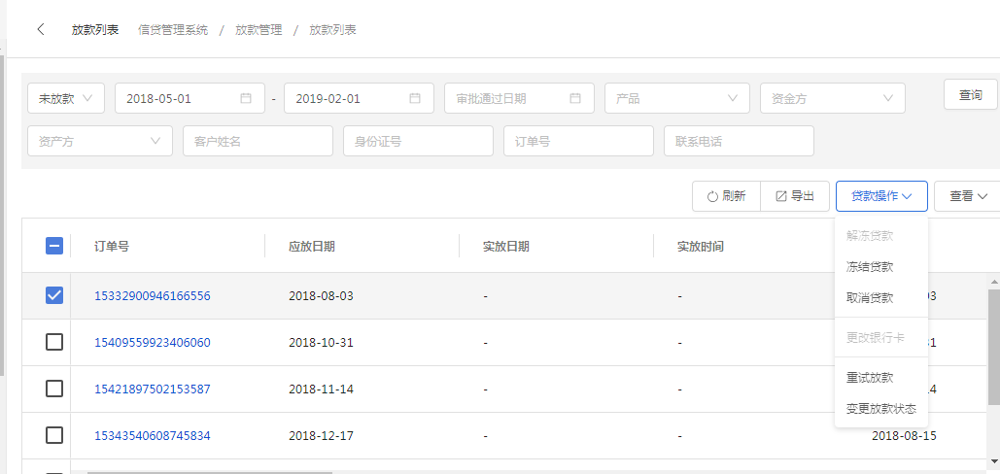 放款列表 信贷管理系统 / 放款管理 / 放款列表
未放款 2018-05-01 - 2019-02-01 审批通过日期 产品 资金方 查询
资产方 客户姓名 身份证号 订单号 联系电话
刷新 导出 贷款操作 查看
订单号 应放日期 实放日期 实放时间
解冻贷款
冻结贷款
取消贷款
更改银行卡
重试放款
变更放款状态
15332900946166556 2018-08-03 - -
15409559923406060 2018-10-31 - -
15421897502153587 2018-11-14 - -
15343540608745834 2018-12-17 - - 2018-08-15